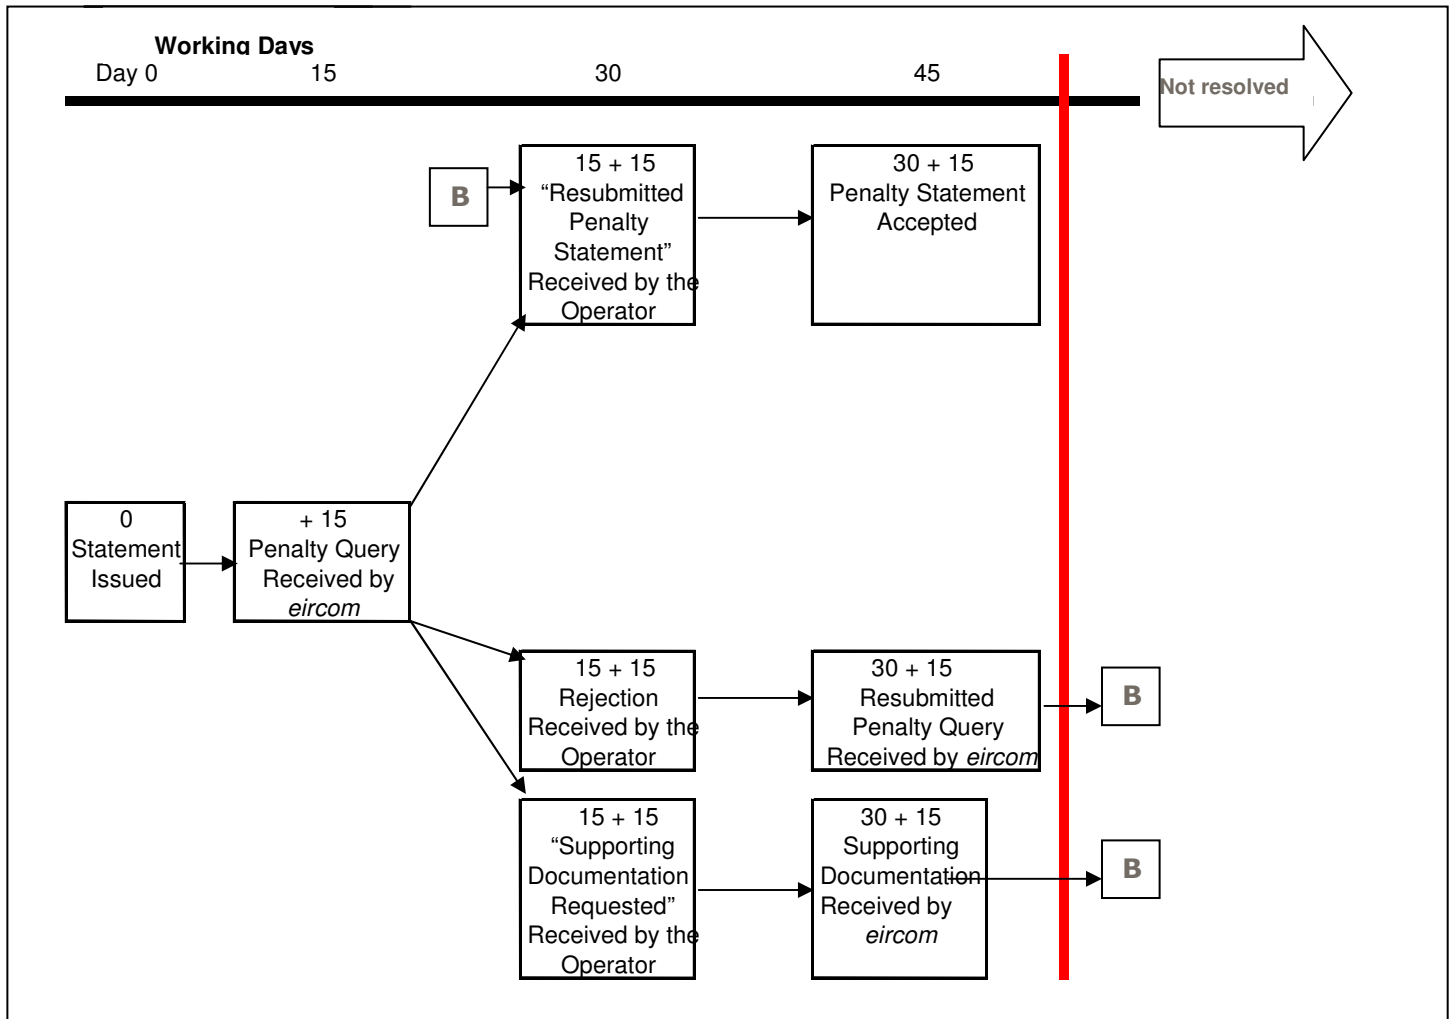 Working Days
Day 0 15 30 45
Not resolved
B
15 + 15
“Resubmitted
Penalty
Statement”
Received by the
Operator
30 + 15
Penalty Statement
Accepted
0
Statement
Issued
+ 15
Penalty Query
Received by
eircom
15 + 15
Rejection
Received by the
Operator
30 + 15
Resubmitted
Penalty Query
Received by eircom
B
15 + 15
“Supporting
Documentation
Requested”
Received by the
Operator
30 + 15
Supporting
Documentation
Received by
eircom
B